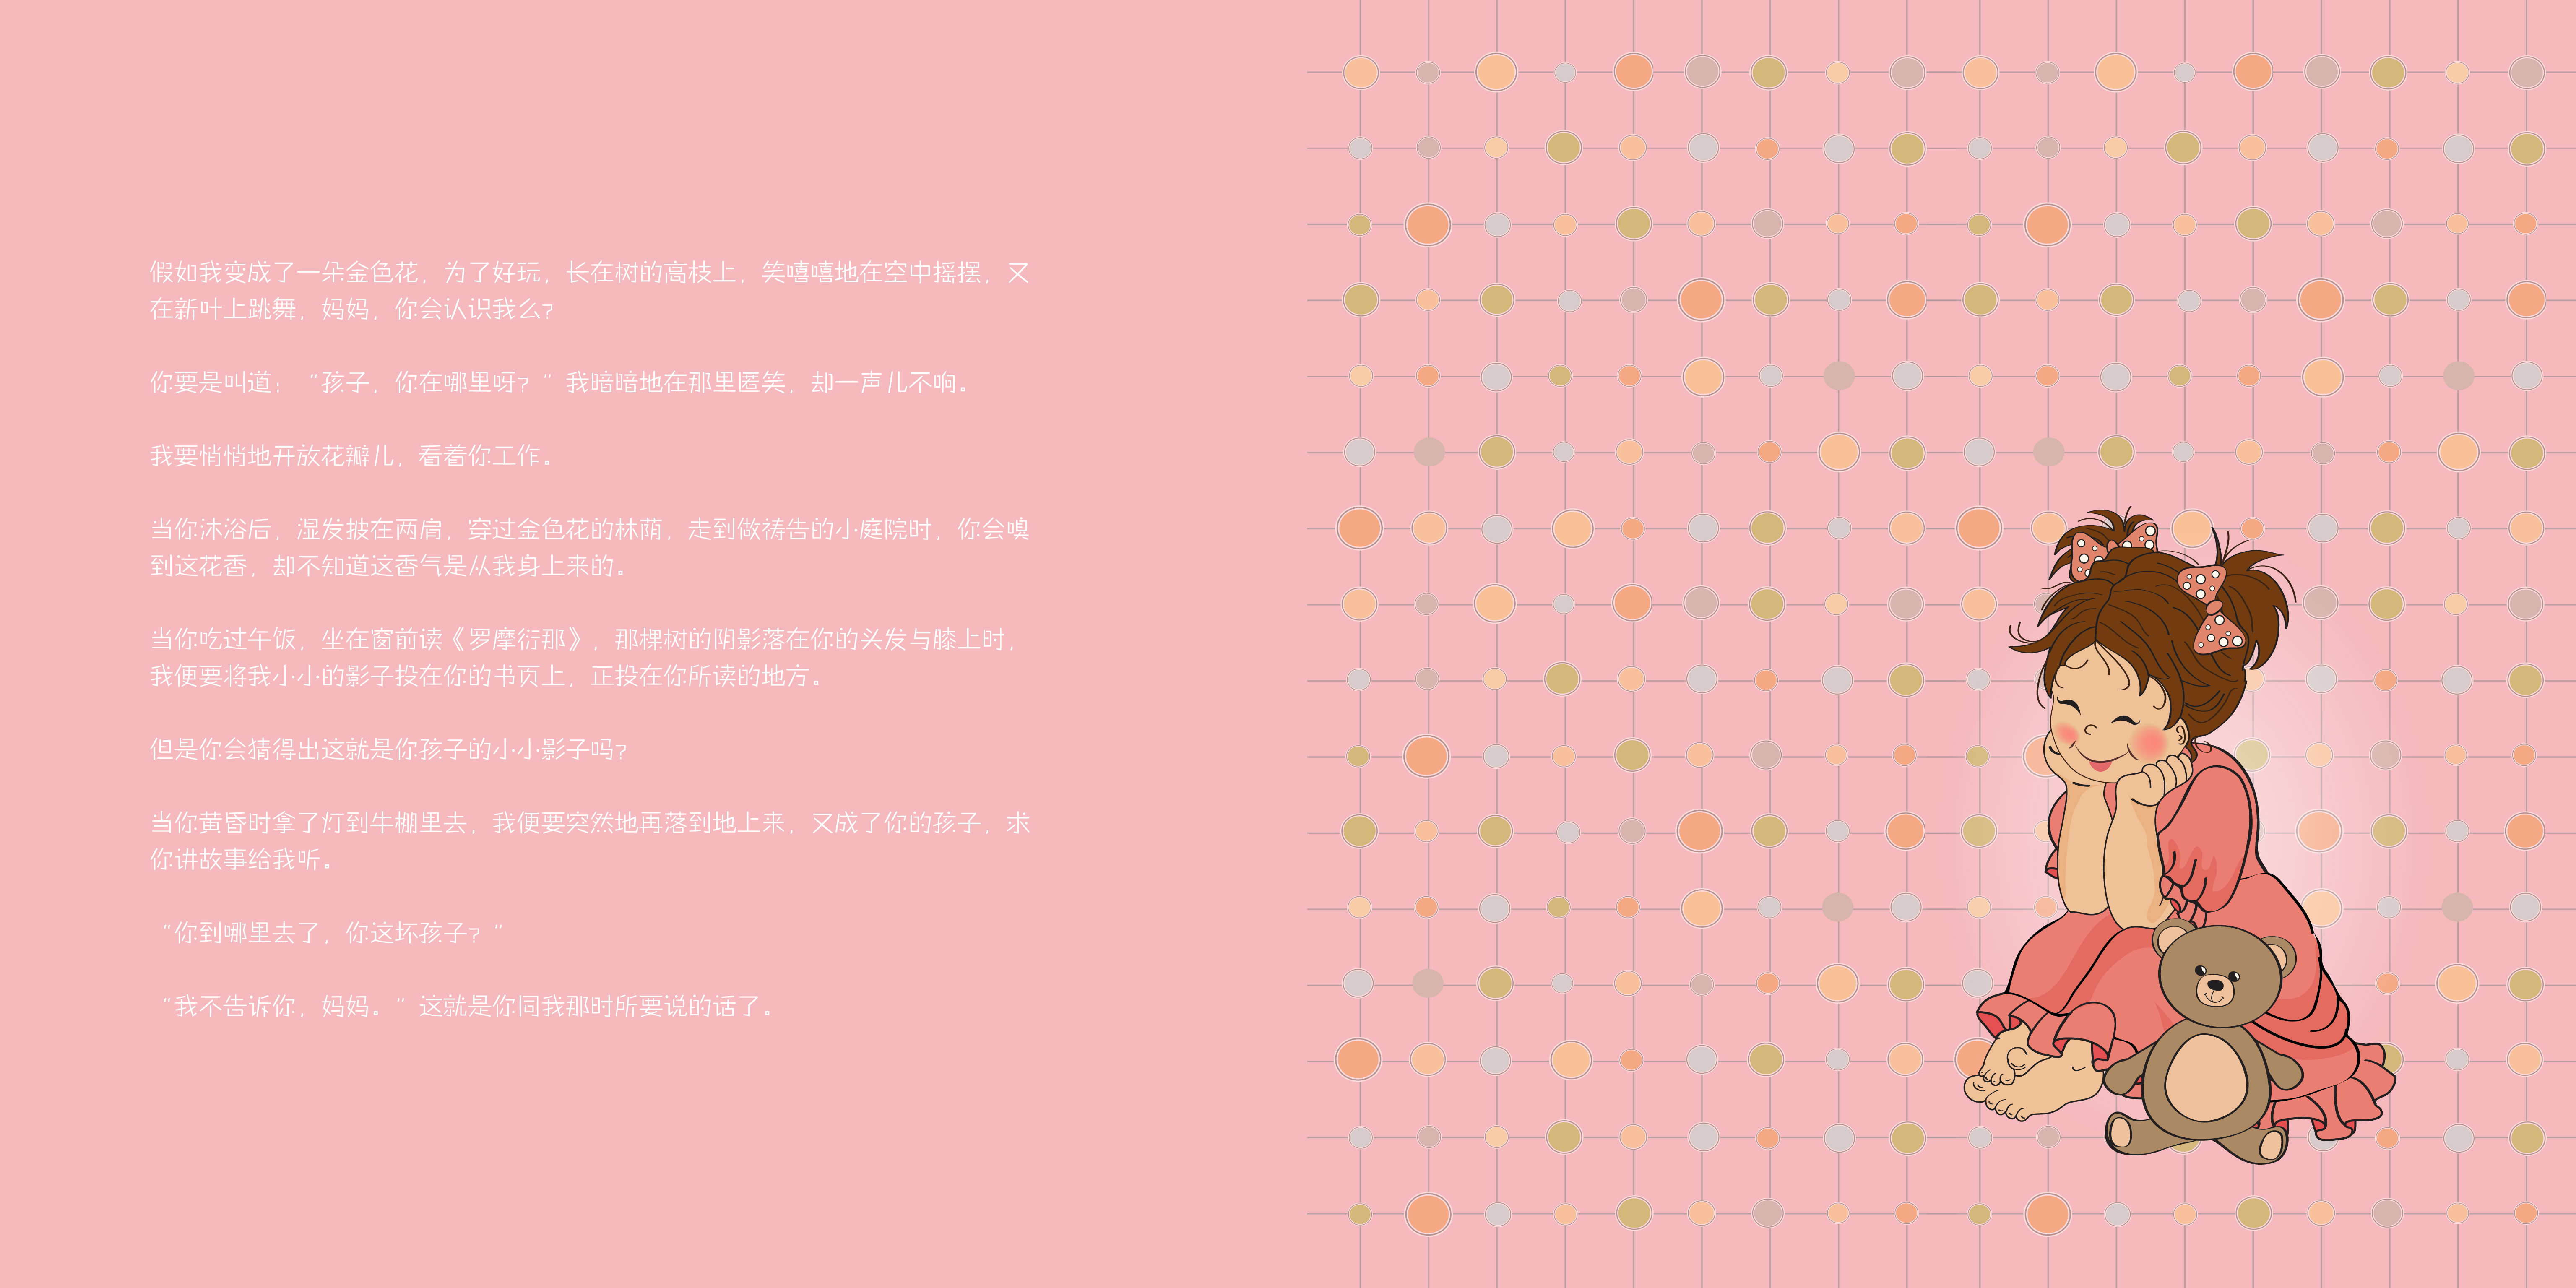 假如我变成了一朵金色花，为了好玩，长在树的高枝上，笑嘻嘻地在空中摇摆，又
在新叶上跳舞，妈妈，你会认识我么？
你要是叫道：“孩子，你在哪里呀？“我暗暗地在那里匿笑，却一声儿不响。
我要悄悄地开放花瓣儿，看着你工作。
当你沐浴后，湿发披在两肩，穿过金色花的林荫，走到做祷告的小庭院时，你会嗅
到这花香，却不知道这香气是从我身上来的。
当你吃过午饭，坐在窗前读《罗摩衍那》，那棵树的阴影落在你的头发与膝上时，
我便要将我小小的影子投在你的书页上，正投在你所读的地方。
但是你会猜得出这就是你孩子的小小影子吗？
当你黄昏时拿了灯到牛棚里去，我便要突然地再落到地上来，又成了你的孩子，求
你讲故事给我听。
“你到哪里去了，你这坏孩子？“
“我不告诉你，妈妈。“这就是你同我那时所要说的话了。